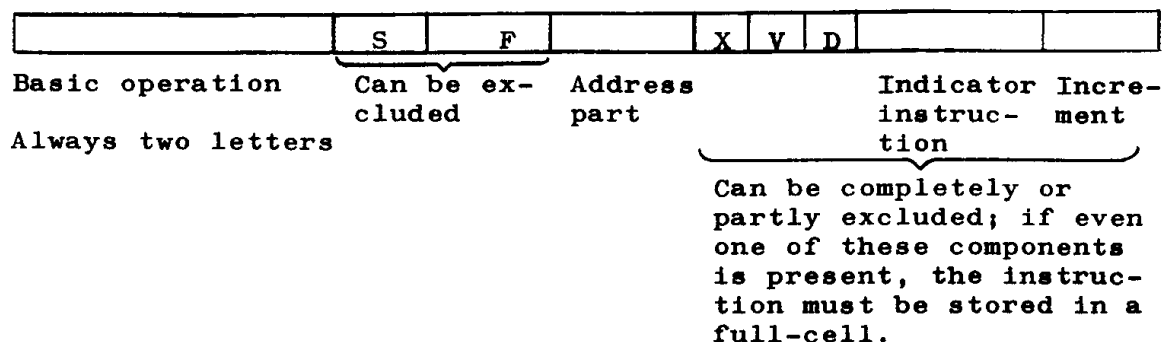 S F X V D
Basic operation Can be ex- Address Indicator Incre-
cluded part instruc- ment
Always two letters tion
Can be completely or
partly excluded; if even
one of these components
is present, the instruc-
tion must be stored in a
full-cell.